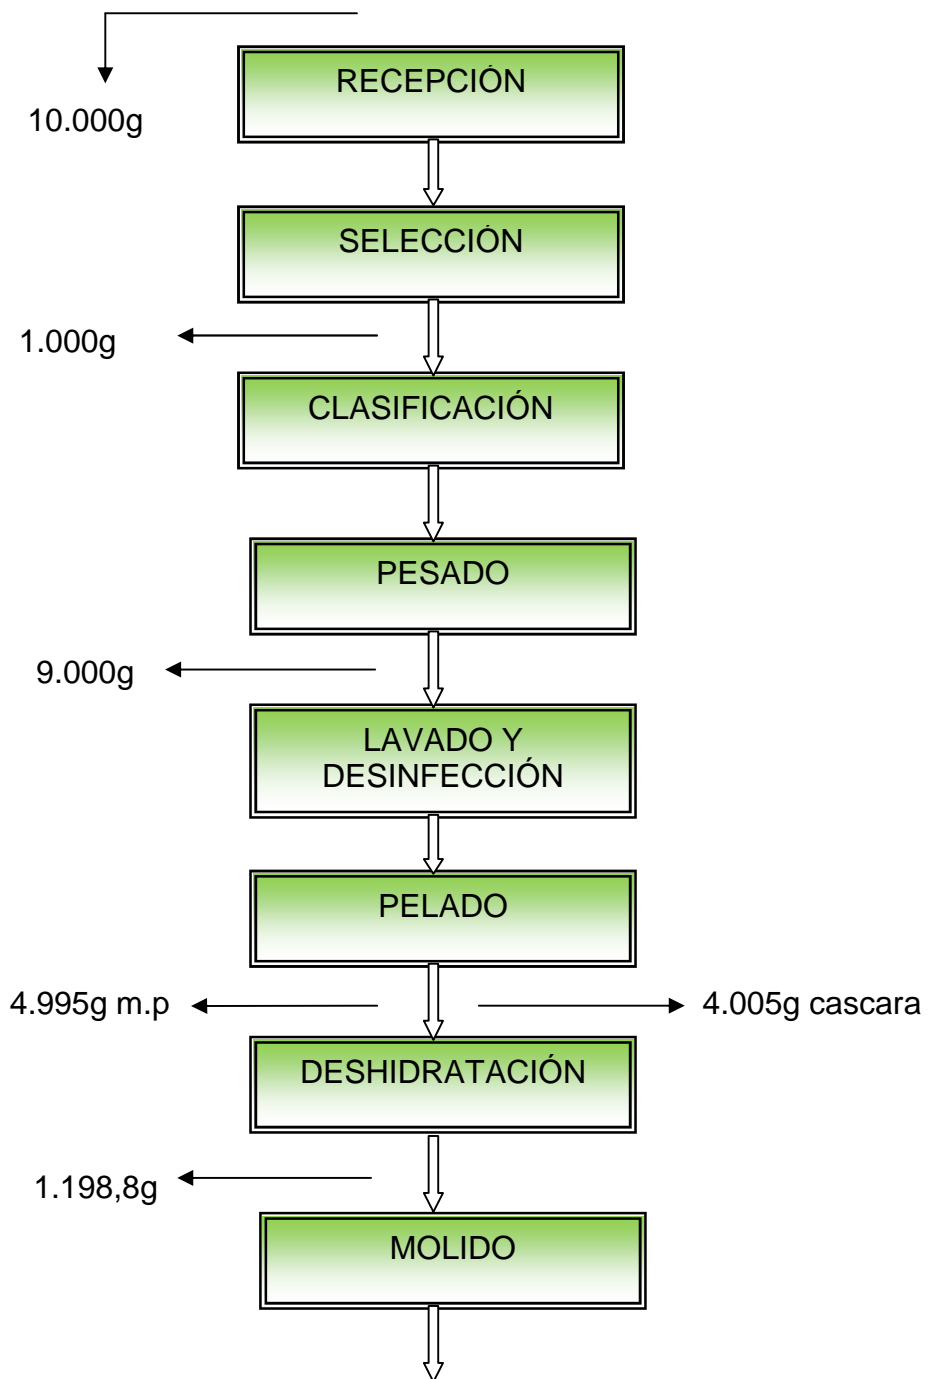 RECEPCIÓN
10.000g
SELECCIÓN
1.000g
CLASIFICACIÓN
PESADO
9.000g
LAVADO Y
DESINFECCIÓN
PELADO
4.995g m.p
4.005g cascara
DESHIDRATACIÓN
1.198,8g
MOLIDO